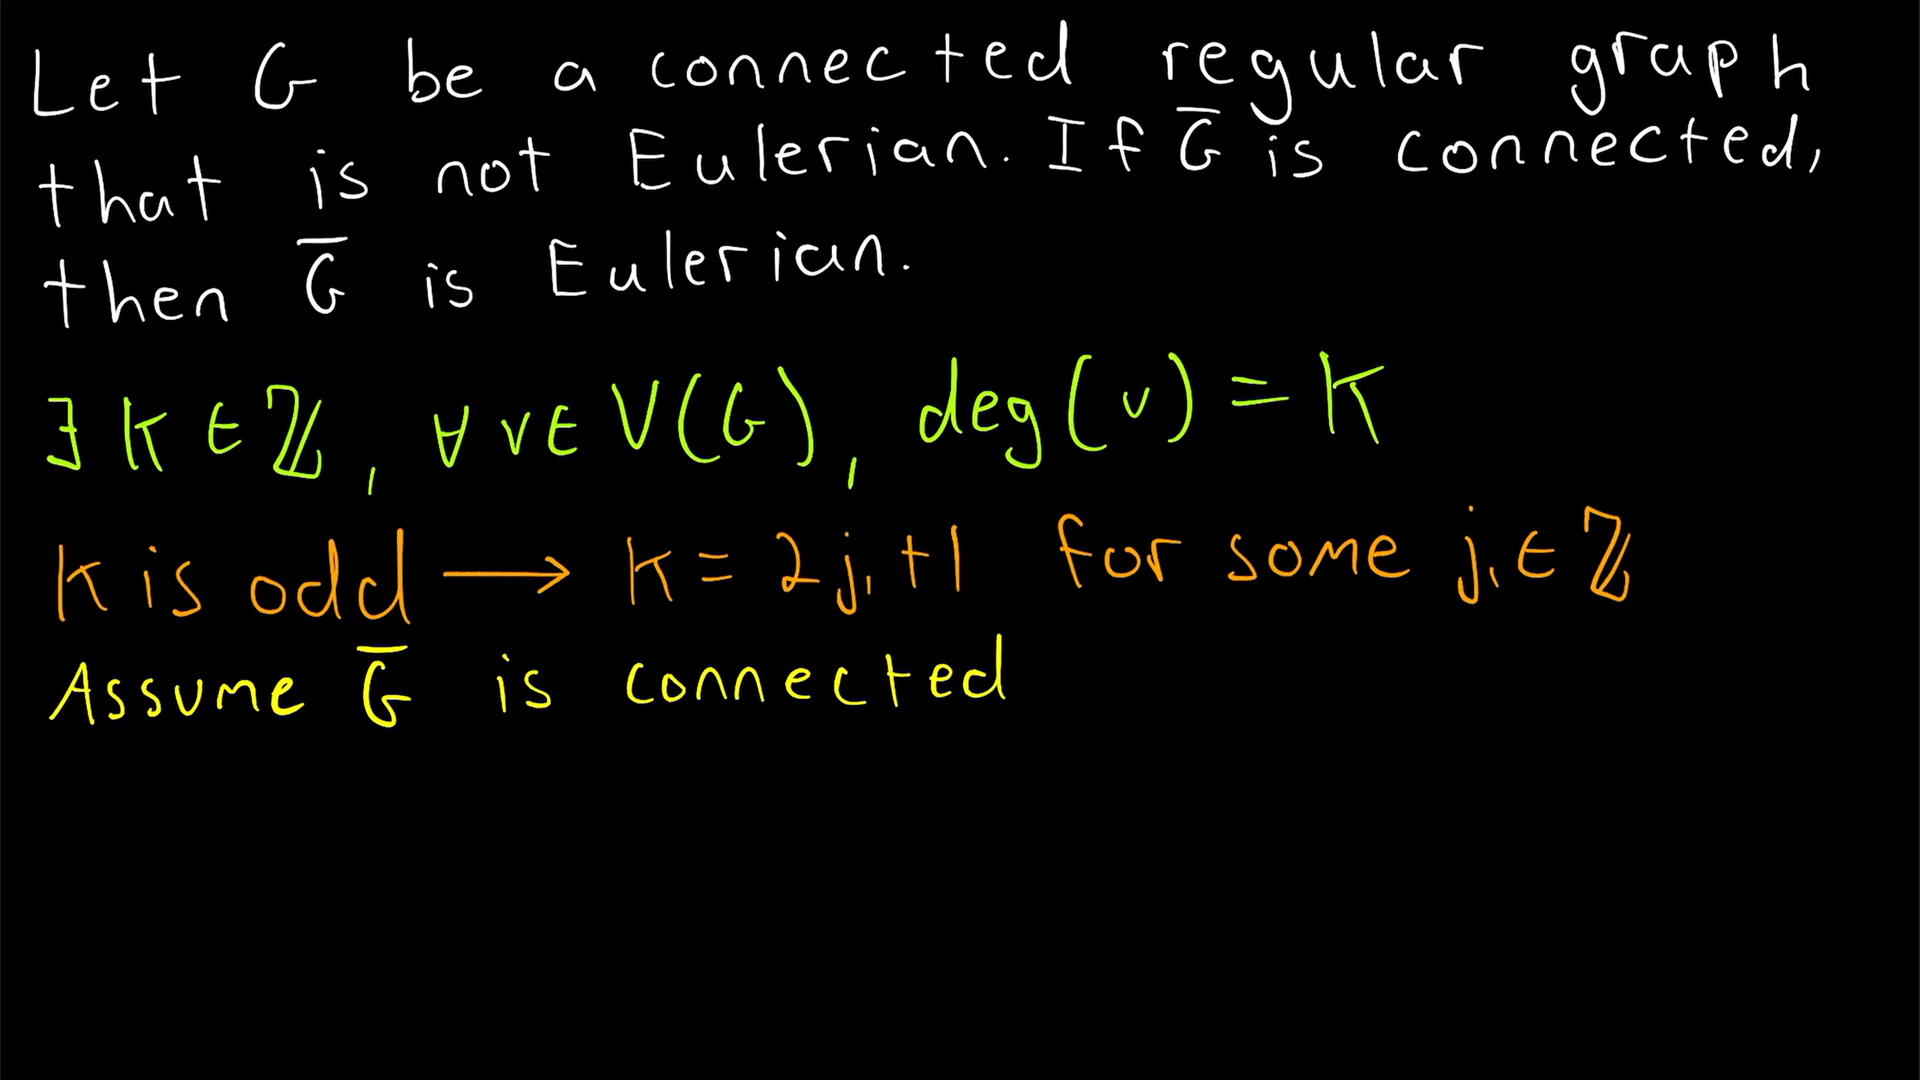 Let G be a connected regular graph
that is not Eulerian. If G̅ is connected,
then G̅ is Eulerian.
∃ k ∈ ℤ, ∀ v ∈ V(G), deg(v) = k
k is odd → k = 2j₁ + 1 for some j₁ ∈ ℤ
Assume G̅ is connected